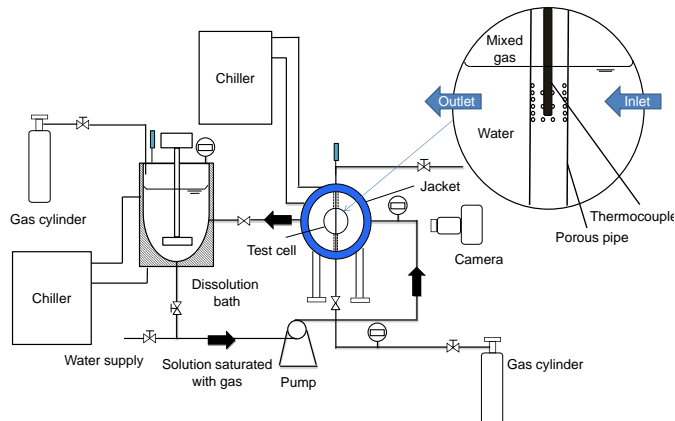 Mixed
gas
Chiller
Outlet
Inlet
Water
Gas cylinder
Jacket
Thermocouple
Porous pipe
Test cell
Camera
Chiller
Dissolution
bath
Water supply
Solution saturated
with gas
Pump
Gas cylinder